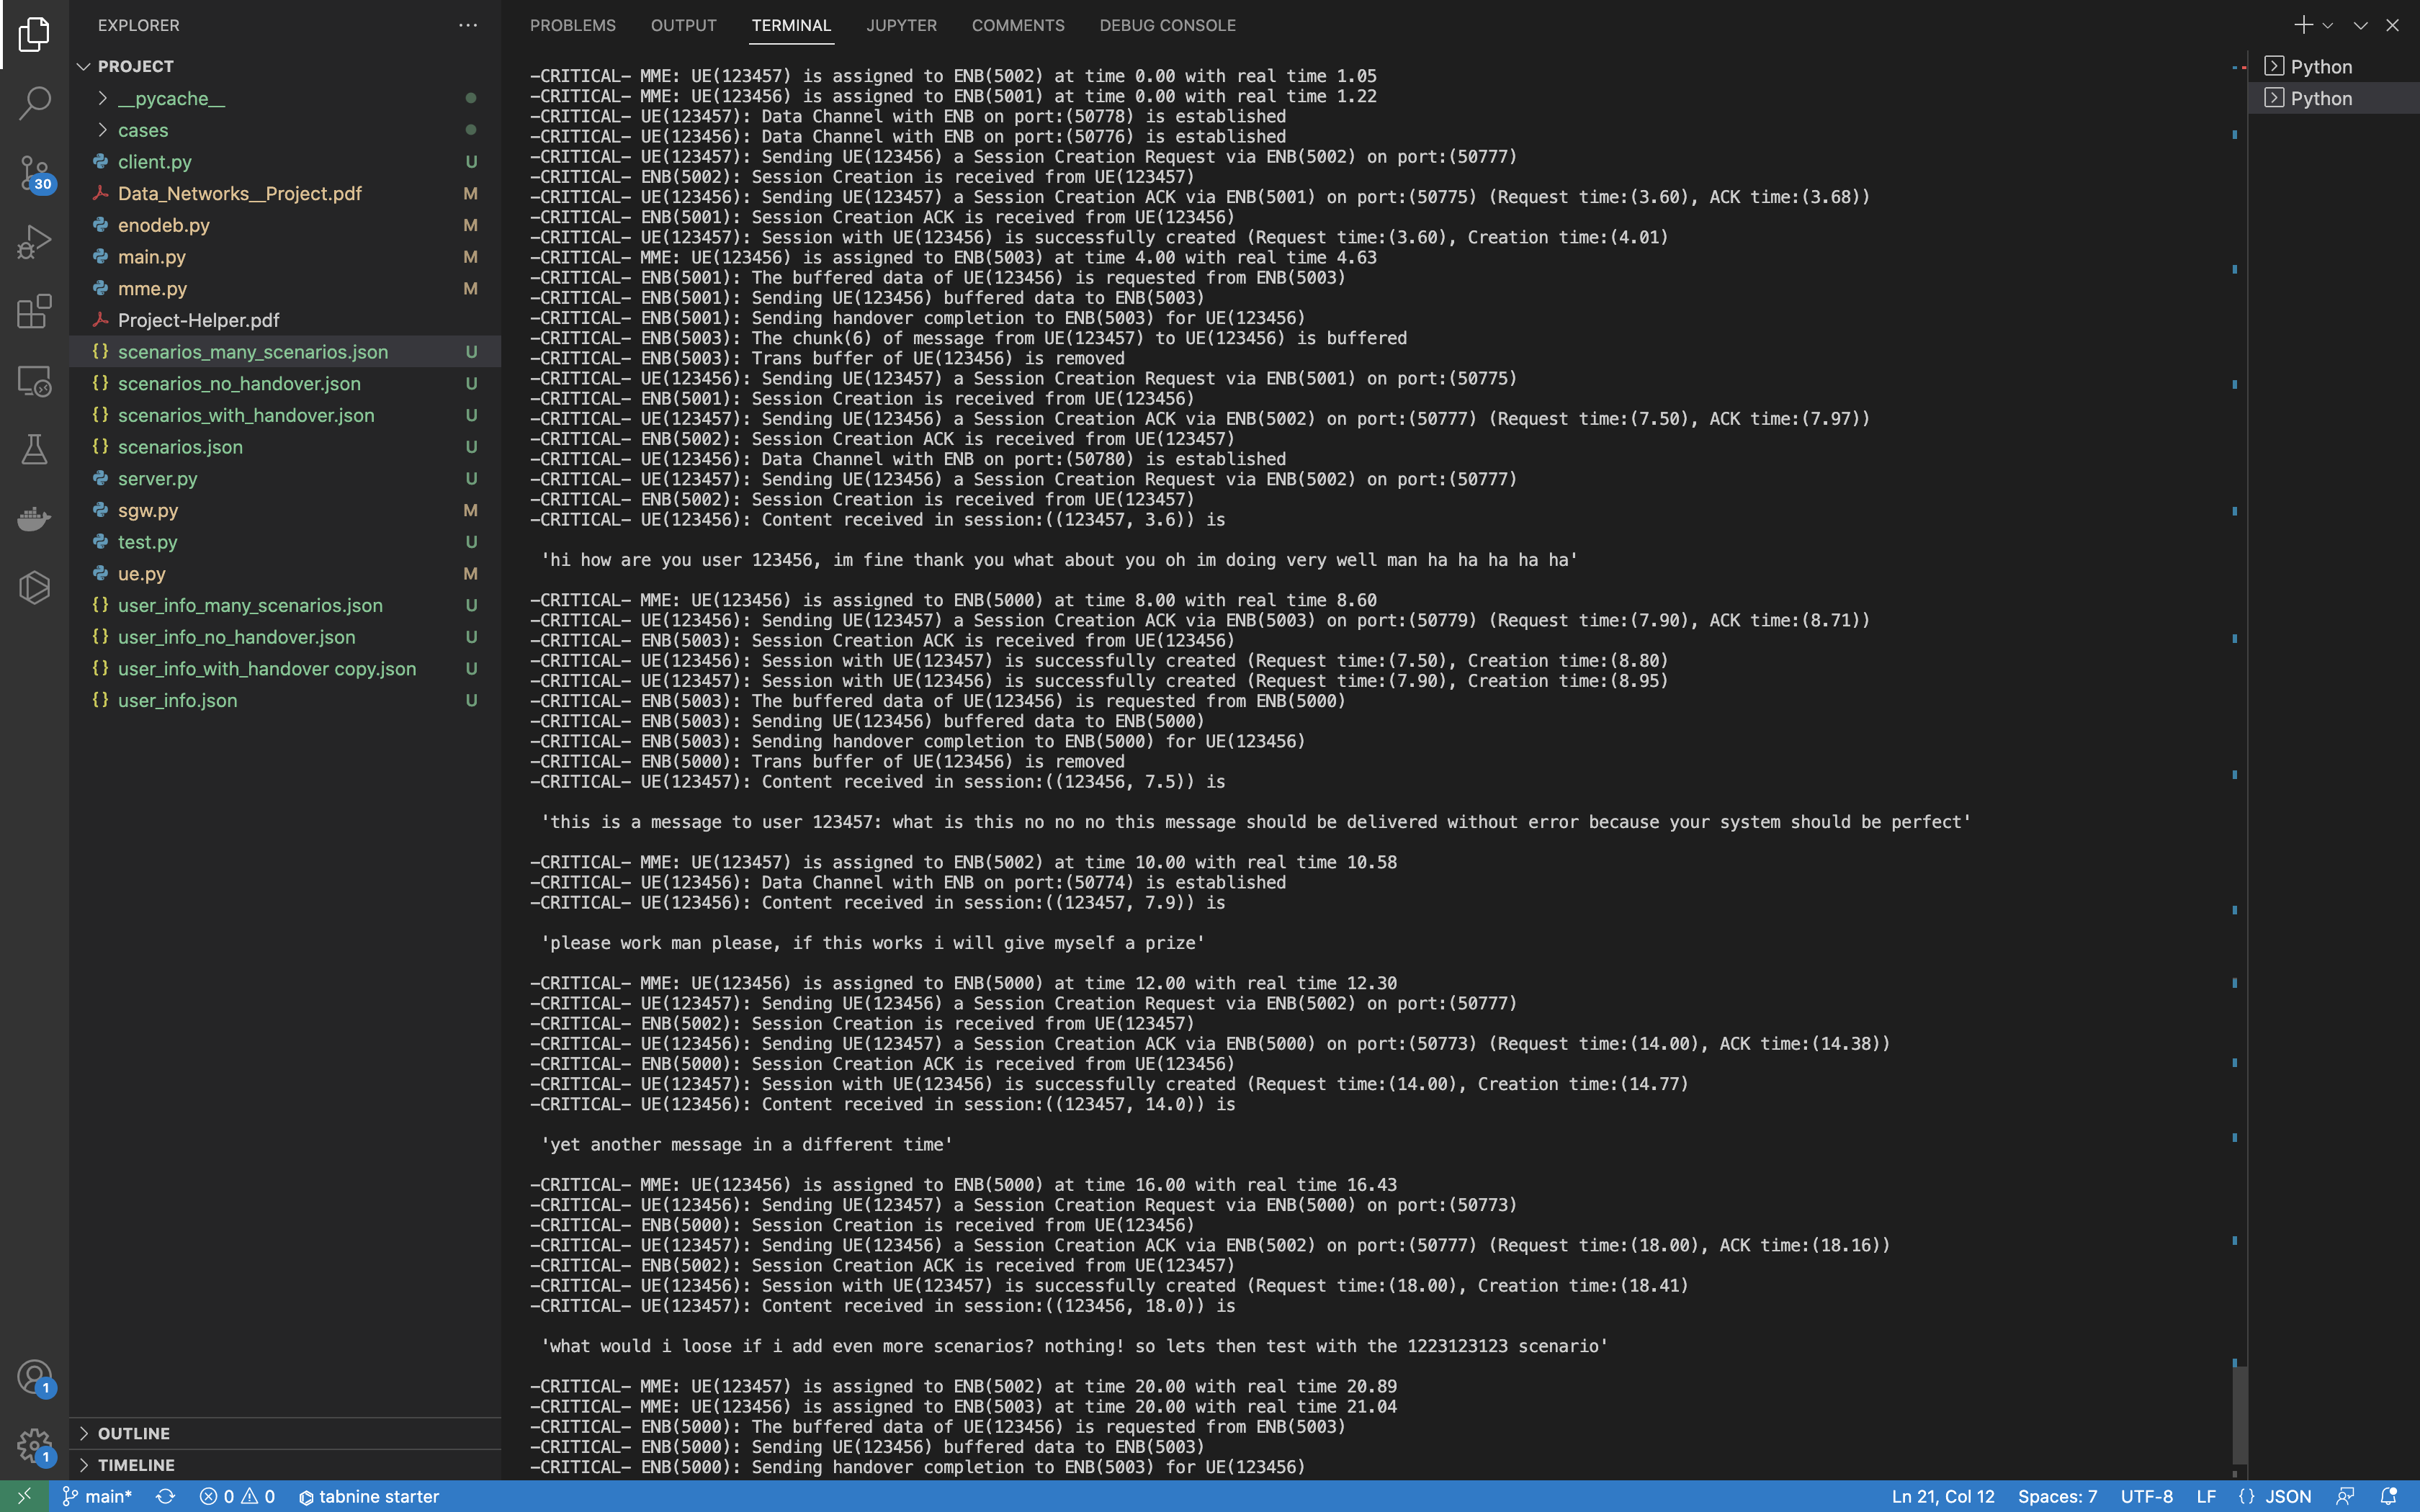 EXPLORER
PROJECT
__pycache__
cases
client.py U
Data_Networks__Project.pdf M
enodeb.py M
main.py M
mme.py M
Project-Helper.pdf
scenarios_many_scenarios.json U
scenarios_no_handover.json U
scenarios_with_handover.json U
scenarios.json U
server.py U
sgw.py M
test.py U
ue.py M
user_info_many_scenarios.json U
user_info_no_handover.json U
user_info_with_handover copy.json U
user_info.json U
OUTLINE
TIMELINE
30
1
1
PROBLEMS OUTPUT TERMINAL JUPYTER COMMENTS DEBUG CONSOLE
-CRITICAL- MME: UE(123457) is assigned to ENB(5002) at time 0.00 with real time 1.05
-CRITICAL- MME: UE(123456) is assigned to ENB(5001) at time 0.00 with real time 1.22
-CRITICAL- UE(123457): Data Channel with ENB on port:(50778) is established
-CRITICAL- UE(123456): Data Channel with ENB on port:(50776) is established
-CRITICAL- UE(123457): Sending UE(123456) a Session Creation Request via ENB(5002) on port:(50777)
-CRITICAL- ENB(5002): Session Creation is received from UE(123457)
-CRITICAL- UE(123456): Sending UE(123457) a Session Creation ACK via ENB(5001) on port:(50775) (Request time:(3.60), ACK time:(3.68))
-CRITICAL- ENB(5001): Session Creation ACK is received from UE(123456)
-CRITICAL- UE(123457): Session with UE(123456) is successfully created (Request time:(3.60), Creation time:(4.01)
-CRITICAL- MME: UE(123456) is assigned to ENB(5003) at time 4.00 with real time 4.63
-CRITICAL- ENB(5001): The buffered data of UE(123456) is requested from ENB(5003)
-CRITICAL- ENB(5001): Sending UE(123456) buffered data to ENB(5003)
-CRITICAL- ENB(5001): Sending handover completion to ENB(5003) for UE(123456)
-CRITICAL- ENB(5003): The chunk(6) of message from UE(123457) to UE(123456) is buffered
-CRITICAL- ENB(5003): Trans buffer of UE(123456) is removed
-CRITICAL- UE(123456): Sending UE(123457) a Session Creation Request via ENB(5001) on port:(50775)
-CRITICAL- ENB(5001): Session Creation is received from UE(123456)
-CRITICAL- UE(123457): Sending UE(123456) a Session Creation ACK via ENB(5002) on port:(50777) (Request time:(7.50), ACK time:(7.97))
-CRITICAL- ENB(5002): Session Creation ACK is received from UE(123457)
-CRITICAL- UE(123456): Data Channel with ENB on port:(50780) is established
-CRITICAL- UE(123457): Sending UE(123456) a Session Creation Request via ENB(5002) on port:(50777)
-CRITICAL- ENB(5002): Session Creation is received from UE(123457)
-CRITICAL- UE(123456): Content received in session:((123457, 3.6)) is
'hi how are you user 123456, im fine thank you what about you oh im doing very well man ha ha ha ha ha'
-CRITICAL- MME: UE(123456) is assigned to ENB(5000) at time 8.00 with real time 8.60
-CRITICAL- UE(123456): Sending UE(123457) a Session Creation ACK via ENB(5003) on port:(50779) (Request time:(7.90), ACK time:(8.71))
-CRITICAL- ENB(5003): Session Creation ACK is received from UE(123456)
-CRITICAL- UE(123456): Session with UE(123457) is successfully created (Request time:(7.50), Creation time:(8.80)
-CRITICAL- UE(123457): Session with UE(123456) is successfully created (Request time:(7.90), Creation time:(8.95)
-CRITICAL- ENB(5003): The buffered data of UE(123456) is requested from ENB(5000)
-CRITICAL- ENB(5003): Sending UE(123456) buffered data to ENB(5000)
-CRITICAL- ENB(5003): Sending handover completion to ENB(5000) for UE(123456)
-CRITICAL- ENB(5000): Trans buffer of UE(123456) is removed
-CRITICAL- UE(123457): Content received in session:((123456, 7.5)) is
'this is a message to user 123457: what is this no no no this message should be delivered without error because your system should be perfect'
-CRITICAL- MME: UE(123457) is assigned to ENB(5002) at time 10.00 with real time 10.58
-CRITICAL- UE(123456): Data Channel with ENB on port:(50774) is established
-CRITICAL- UE(123456): Content received in session:((123457, 7.9)) is
'please work man please, if this works i will give myself a prize'
-CRITICAL- MME: UE(123456) is assigned to ENB(5000) at time 12.00 with real time 12.30
-CRITICAL- UE(123457): Sending UE(123456) a Session Creation Request via ENB(5002) on port:(50777)
-CRITICAL- ENB(5002): Session Creation is received from UE(123457)
-CRITICAL- UE(123456): Sending UE(123457) a Session Creation ACK via ENB(5000) on port:(50773) (Request time:(14.00), ACK time:(14.38))
-CRITICAL- ENB(5000): Session Creation ACK is received from UE(123456)
-CRITICAL- UE(123457): Session with UE(123456) is successfully created (Request time:(14.00), Creation time:(14.77)
-CRITICAL- UE(123456): Content received in session:((123457, 14.0)) is
'yet another message in a different time'
-CRITICAL- MME: UE(123456) is assigned to ENB(5000) at time 16.00 with real time 16.43
-CRITICAL- UE(123456): Sending UE(123457) a Session Creation Request via ENB(5000) on port:(50773)
-CRITICAL- ENB(5000): Session Creation is received from UE(123456)
-CRITICAL- UE(123457): Sending UE(123456) a Session Creation ACK via ENB(5002) on port:(50777) (Request time:(18.00), ACK time:(18.16))
-CRITICAL- ENB(5002): Session Creation ACK is received from UE(123457)
-CRITICAL- UE(123456): Session with UE(123457) is successfully created (Request time:(18.00), Creation time:(18.41)
-CRITICAL- UE(123457): Content received in session:((123456, 18.0)) is
'what would i loose if i add even more scenarios? nothing! so lets then test with the 1223123123 scenario'
-CRITICAL- MME: UE(123457) is assigned to ENB(5002) at time 20.00 with real time 20.89
-CRITICAL- MME: UE(123456) is assigned to ENB(5003) at time 20.00 with real time 21.04
-CRITICAL- ENB(5000): The buffered data of UE(123456) is requested from ENB(5003)
-CRITICAL- ENB(5000): Sending UE(123456) buffered data to ENB(5003)
-CRITICAL- ENB(5000): Sending handover completion to ENB(5003) for UE(123456)
Python
Python
main* 0 0 tabnine starter Ln 21, Col 12 Spaces: 7 UTF-8 LF {} JSON